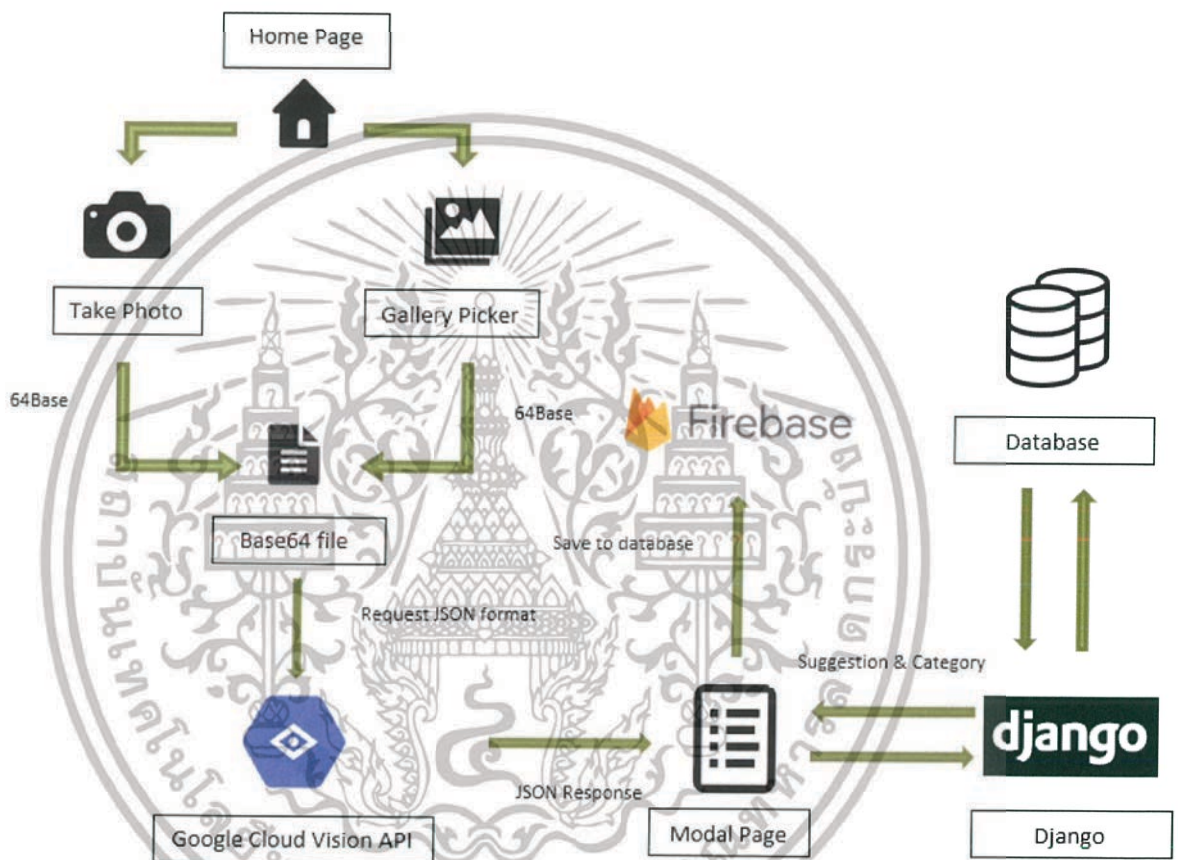 Home Page
Take Photo
Gallery Picker
64Base
64Base
Firebase
Database
Base64 file
Save to database
Request JSON format
Suggestion & Category
django
JSON Response
Google Cloud Vision API
Modal Page
Django